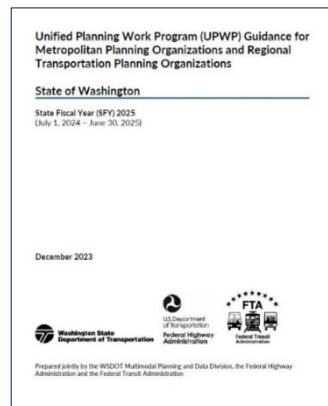 Unified Planning Work Program (UPWP) Guidance for
Metropolitan Planning Organizations and Regional
Transportation Planning Organizations
State of Washington
State Fiscal Year (SFY) 2025
(July 1, 2024 – June 30, 2025)
December 2023
Washington State
Department of Transportation
U.S. Department
of Transportation
Federal Highway
Administration
FTA
Federal Transit
Administration
Prepared jointly by the WSDOT Multimodal Planning and Data Division, the Federal Highway
Administration and the Federal Transit Administration